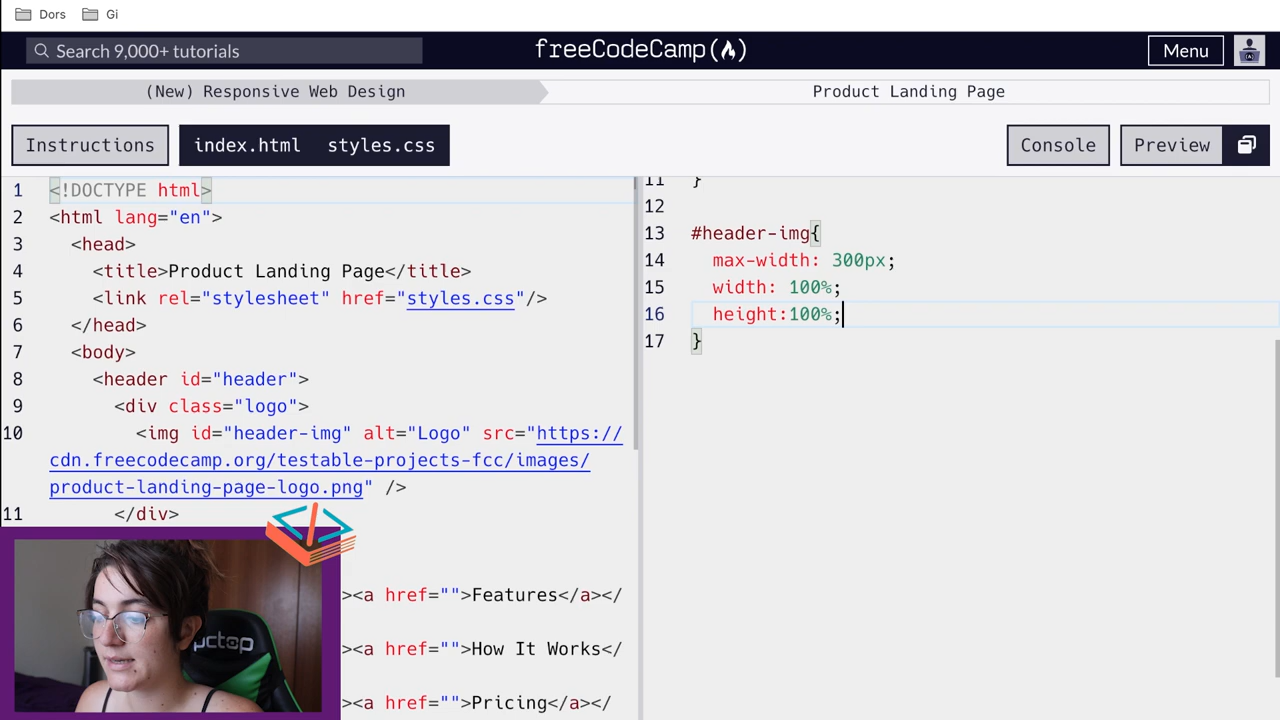 Dors Gi
Search 9,000+ tutorials freeCodeCamp Menu
(New) Responsive Web Design Product Landing Page
Instructions index.html styles.css Console Preview
1 <!DOCTYPE html>
2 <html lang="en">
3 <head>
4 <title>Product Landing Page</title>
5 <link rel="stylesheet" href="styles.css"/>
6 </head>
7 <body>
8 <header id="header">
9 <div class="logo">
10 <img id="header-img" alt="Logo" src="https://
cdn.freecodecamp.org/testable-projects-fcc/images/
product-landing-page-logo.png" />
11 </div>
><a href="">Features</a></
><a href="">How It Works</
><a href="">Pricing</a></
11 }
12
13 #header-img{
14 max-width: 300px;
15 width: 100%;
16 height:100%;
17 }
pctop